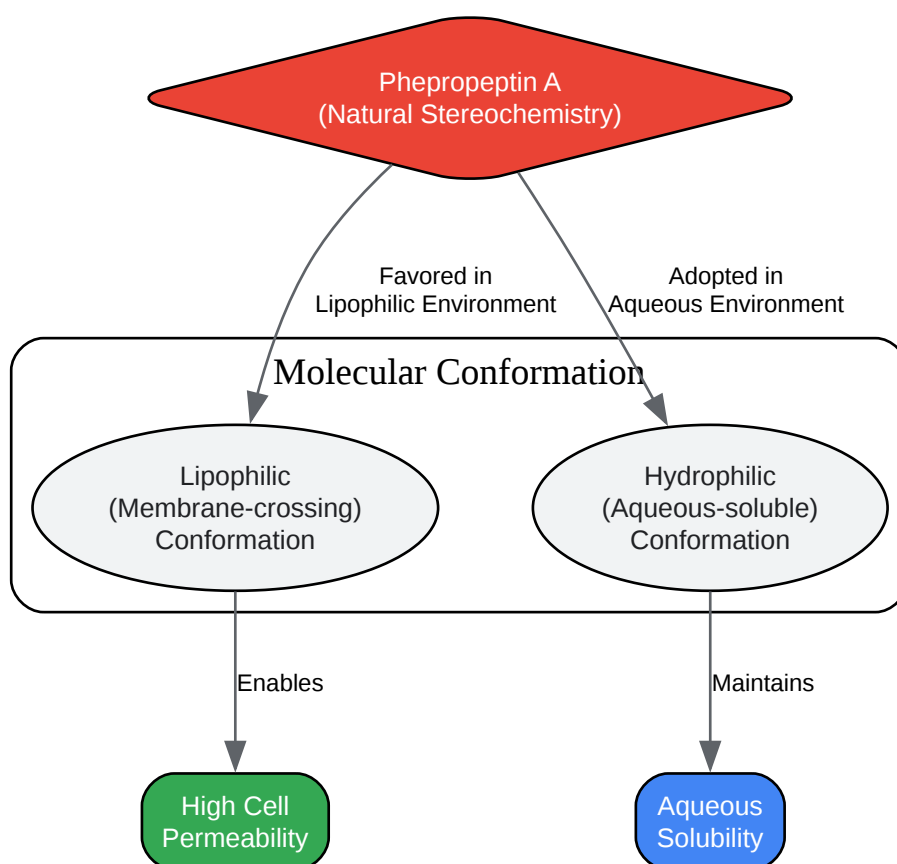 Phepropeptin A
(Natural Stereochemistry)
Favored in
Lipophilic Environment
Adopted in
Aqueous Environment
Molecular Conformation
Lipophilic
(Membrane-crossing)
Conformation
Hydrophilic
(Aqueous-soluble)
Conformation
Enables
Maintains
High Cell
Permeability
Aqueous
Solubility